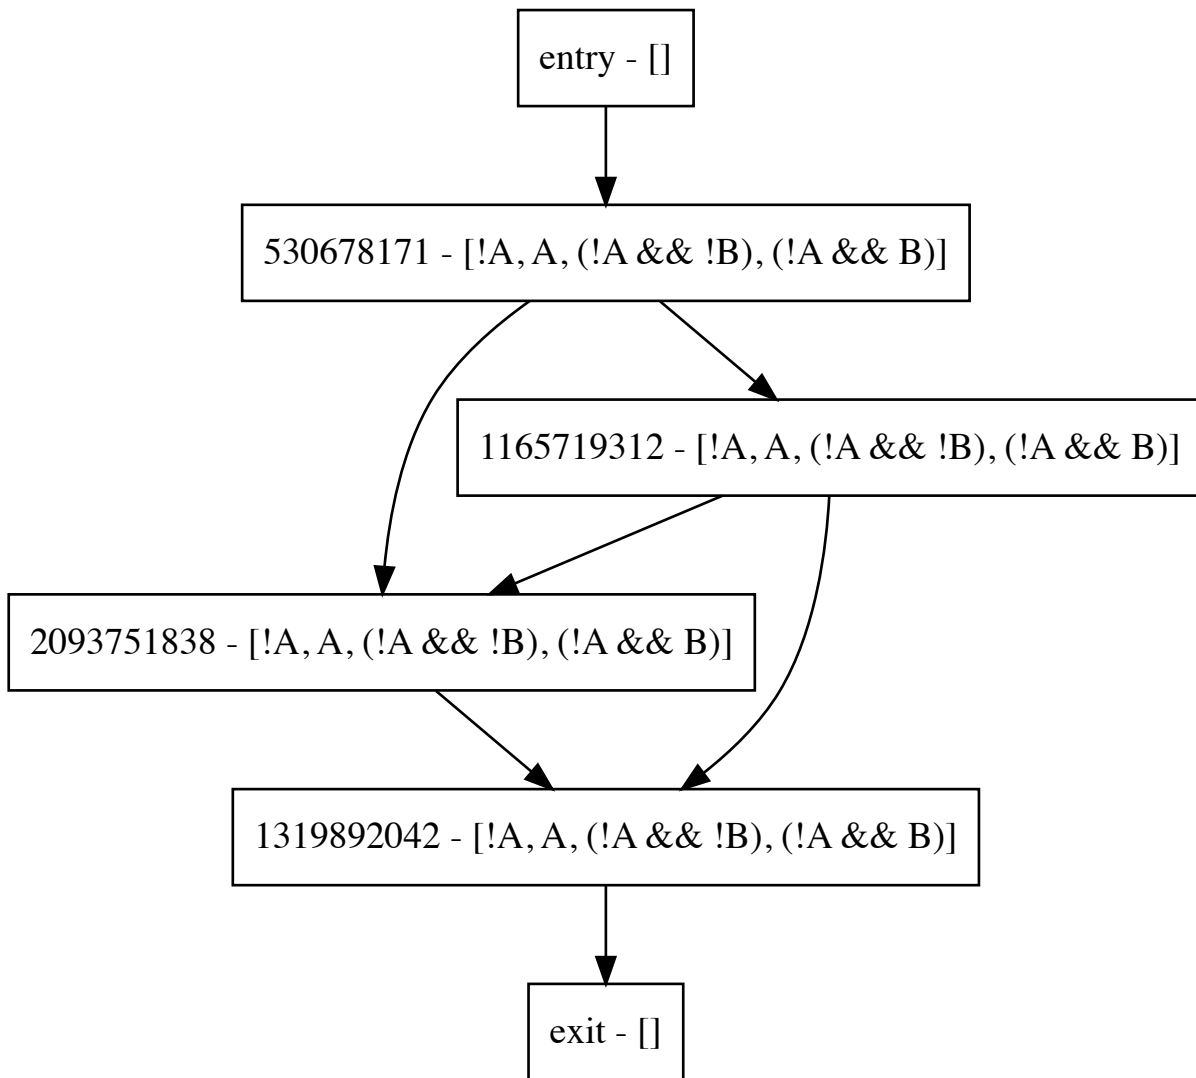 entry - []
530678171 - [!A, A, (!A && !B), (!A && B)]
1165719312 - [!A, A, (!A && !B), (!A && B)]
2093751838 - [!A, A, (!A && !B), (!A && B)]
1319892042 - [!A, A, (!A && !B), (!A && B)]
exit - []